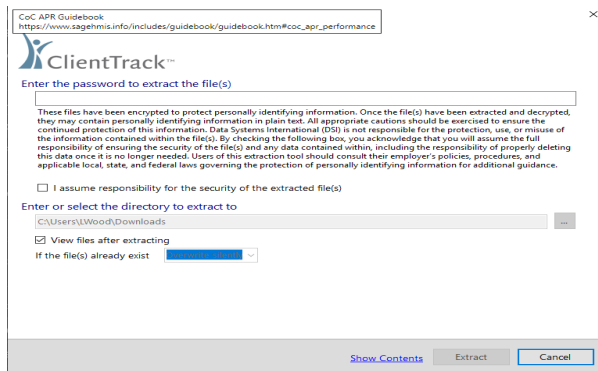 CoC APR Guidebook
https://www.sagehmis.info/includes/guidebook/guidebook.htm#coc_apr_performance
ClientTrack™
Enter the password to extract the file(s)
These files have been encrypted to protect personally identifying information. Once the file(s) have been extracted and decrypted,
they may contain personally identifying information in plain text. All appropriate cautions should be exercised to ensure the
continued protection of this information. Data Systems International (DSI) is not responsible for the protection, use, or misuse of
the information contained within the file(s). By checking the following box, you acknowledge that you will assume the full
responsibility of ensuring the security of the file(s) and any data contained within, including the responsibility of properly deleting
this data once it is no longer needed. Users of this extraction tool should consult their employer's policies, procedures, and
applicable local, state, and federal laws governing the protection of personally identifying information for additional guidance.
I assume responsibility for the security of the extracted file(s)
Enter or select the directory to extract to
C:\Users\LWood\Downloads
...
View files after extracting
If the file(s) already exist
Show Contents
Extract
Cancel